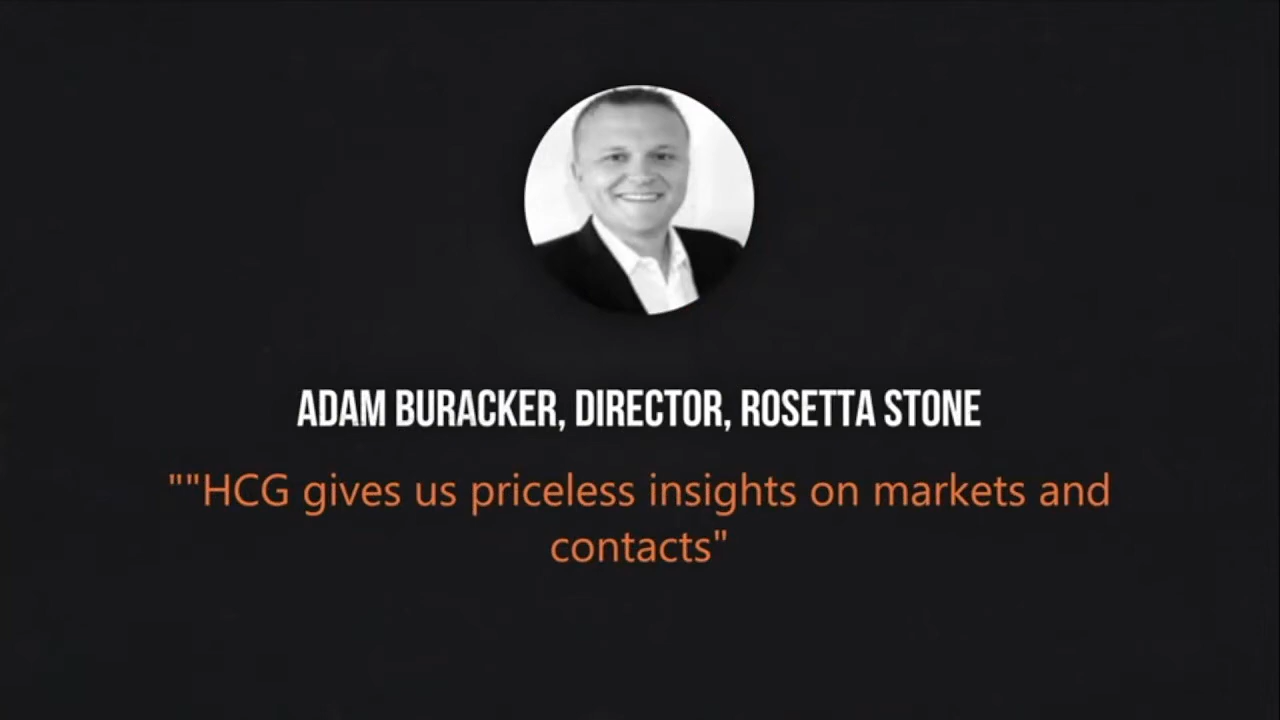 ADAM BURACKER, DIRECTOR, ROSETTA STONE
""HCG gives us priceless insights on markets and
contacts"